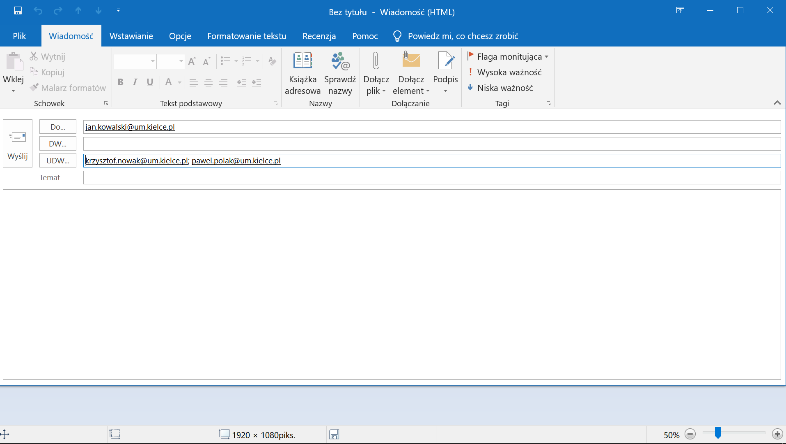 Bez tytułu - Wiadomość (HTML)
Plik Wiadomość Wstawianie Opcje Formatowanie tekstu Recenzja Pomoc Powiedz mi, co chcesz zrobić
Wklej
Wytnij
Kopiuj
Malarz formatów
Schowek
B I U A
Tekst podstawowy
Książka adresowa
Sprawdź nazwy
Nazwy
Dołącz plik
Dołącz element
Podpis
Dołączanie
Flaga monitująca
Wysoka ważność
Niska ważność
Tagi
Wyślij
Do... jan.kowalski@um.kielce.pl
DW...
UDW... krzysztof.nowak@um.kielce.pl; pawel.polak@um.kielce.pl
Temat
1920 × 1080piks. 50%